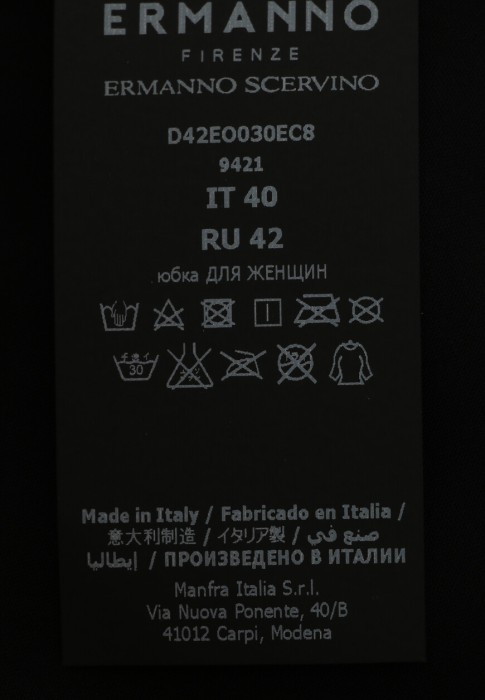 ERMANNO
FIRENZE
ERMANNO SCERVINO
D42EO030EC8
9421
IT 40
RU 42
юбка ДЛЯ ЖЕНЩИН
30
Made in Italy / Fabricado en Italia /
意大利制造 / イタリア製 / صنع في
إيطاليا / ПРОИЗВЕДЕНО В ИТАЛИИ
Manfra Italia S.r.l.
Via Nuova Ponente, 40/B
41012 Carpi, Modena